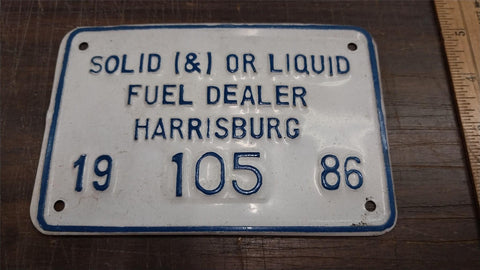 SOLID (&) OR LIQUID
FUEL DEALER
HARRISBURG
19 105 86